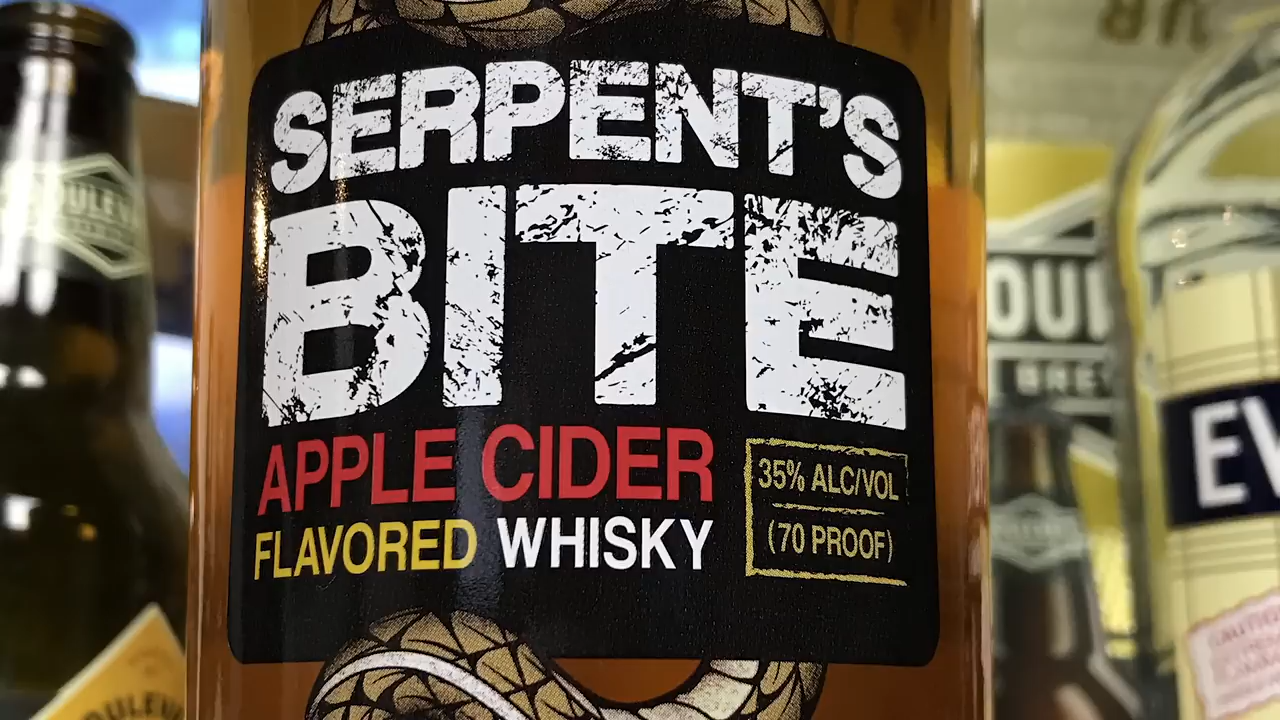 SERPENT'S
BITE
APPLE CIDER
FLAVORED WHISKY
35% ALC/VOL
(70 PROOF)